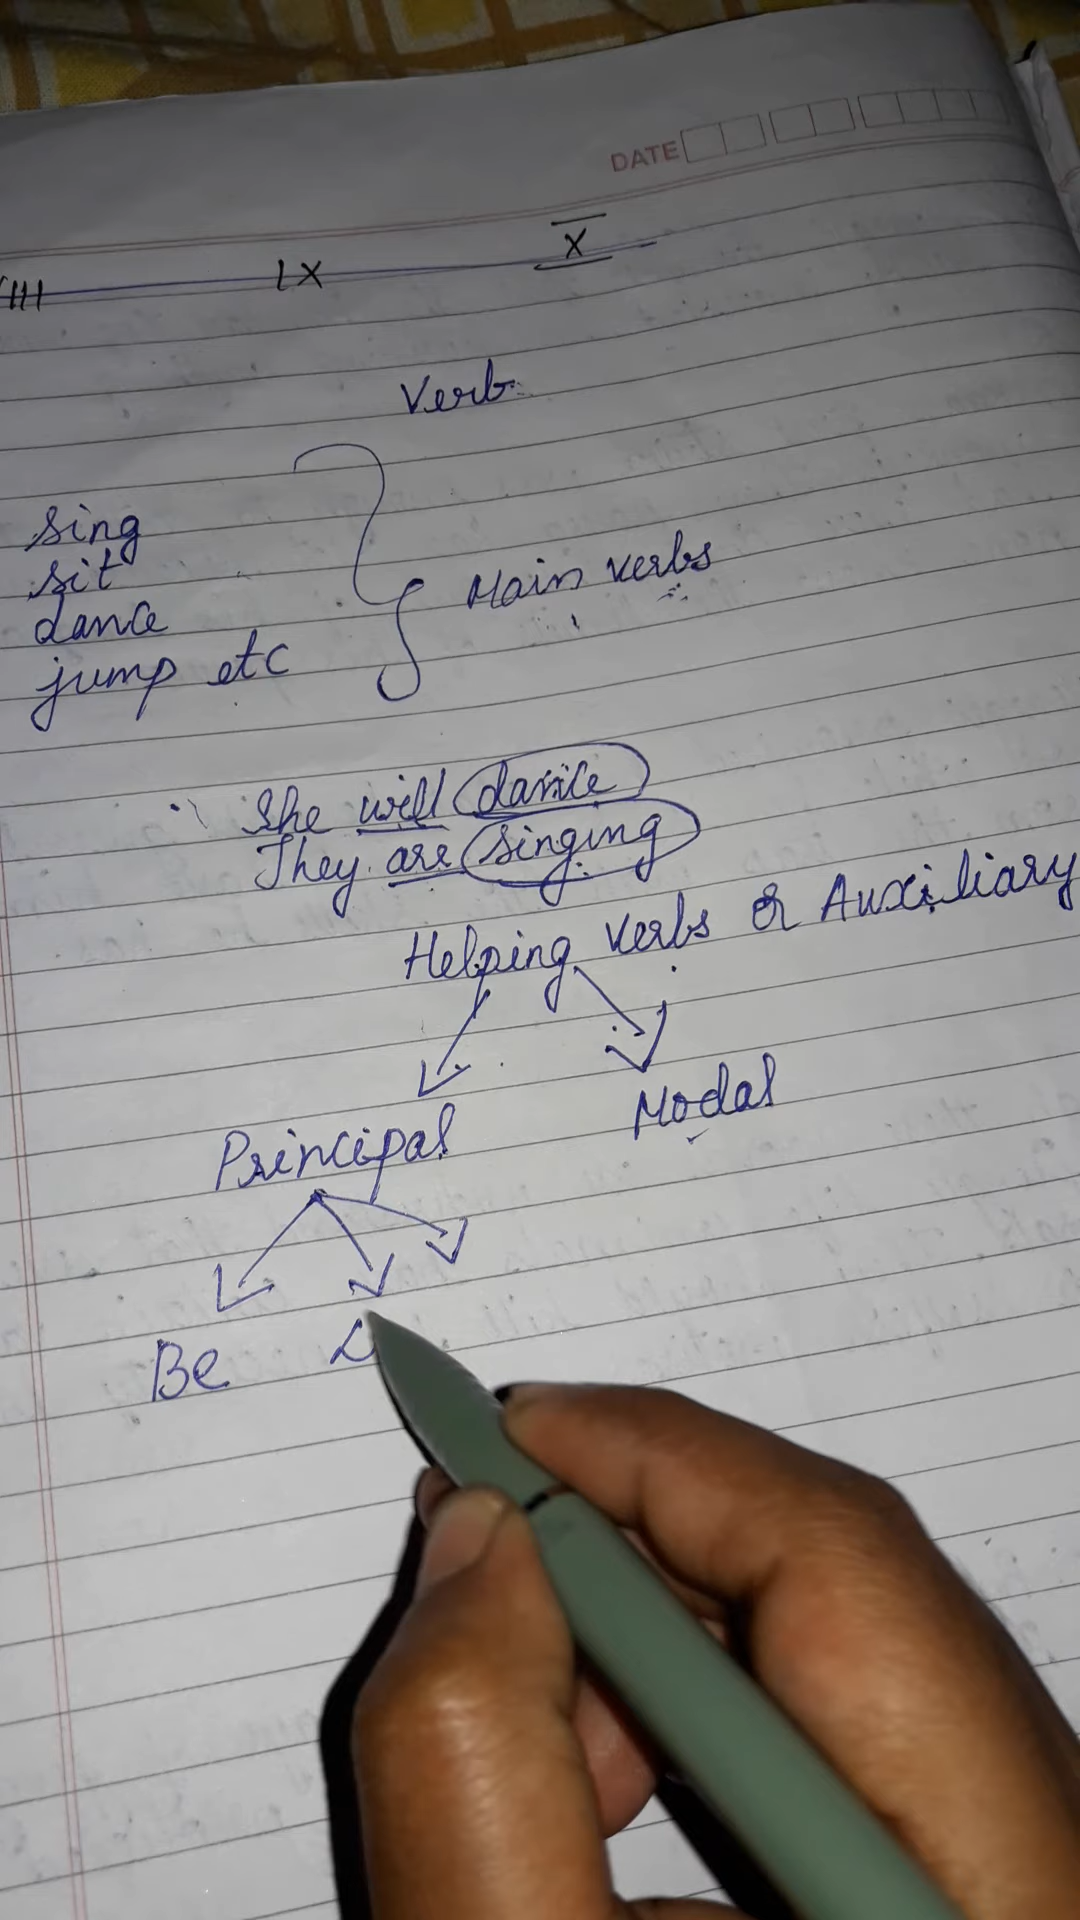 DATE
VIII IX X
Verb
sing
sit
dance
jump etc
Main verbs
She will dance
They are singing
Helping verbs or Auxiliary
Principal
Modal
Be